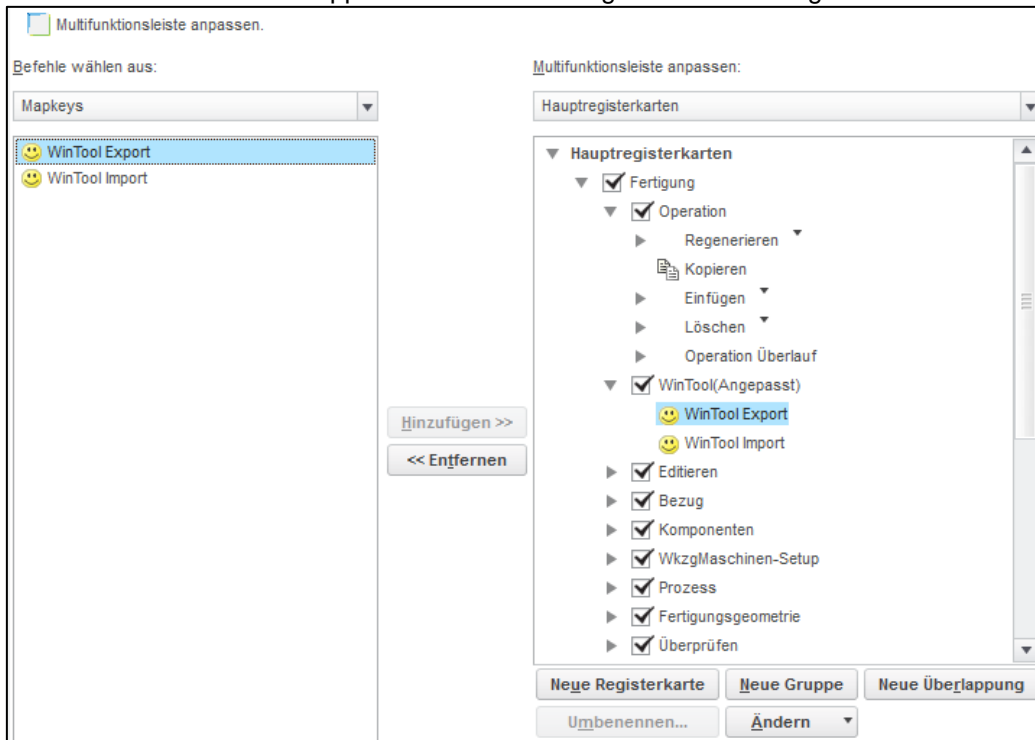 Multifunktionsleiste anpassen.
Befehle wählen aus:
Mapkeys
WinTool Export
WinTool Import
Hinzufügen >>
<< Entfernen
Multifunktionsleiste anpassen:
Hauptregisterkarten
Hauptregisterkarten
Fertigung
Operation
Regenerieren
Kopieren
Einfügen
Löschen
Operation Überlauf
WinTool(Angepasst)
WinTool Export
WinTool Import
Editieren
Bezug
Komponenten
WkzgMaschinen-Setup
Prozess
Fertigungsgeometrie
Überprüfen
Neue Registerkarte
Neue Gruppe
Neue Überlappung
Umbenennen...
Ändern